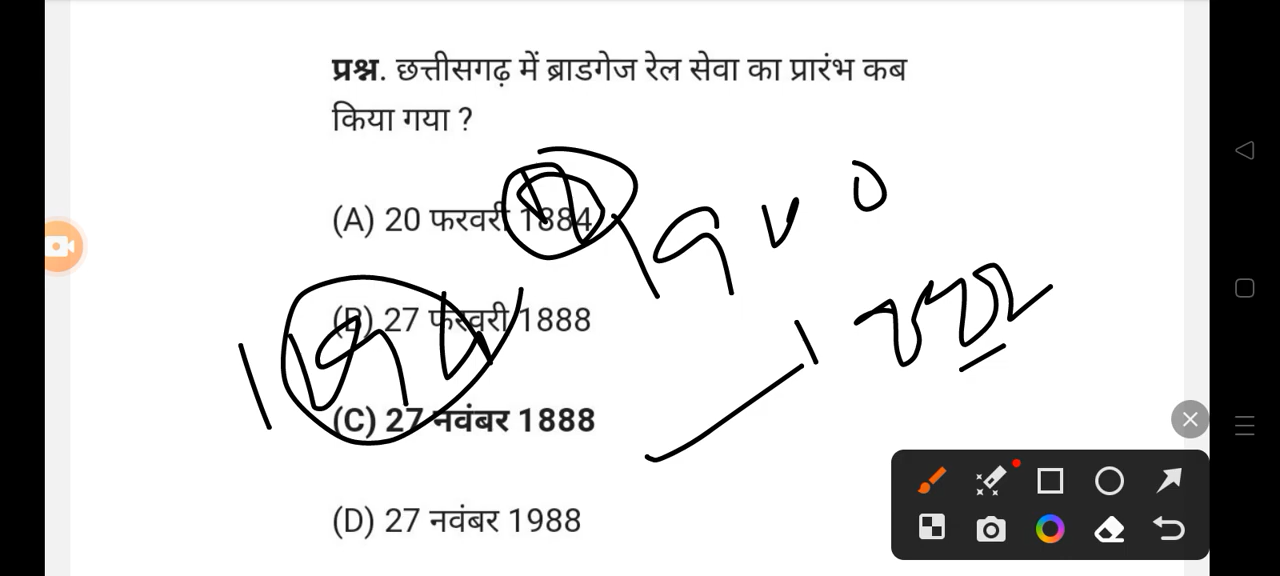 प्रश्न. छत्तीसगढ़ में ब्राडगेज रेल सेवा का प्रारंभ कब
किया गया ?
(A) 20 फरवरी 1884
(B) 27 फरवरी 1888
(C) 27 नवंबर 1888
(D) 27 नवंबर 1988